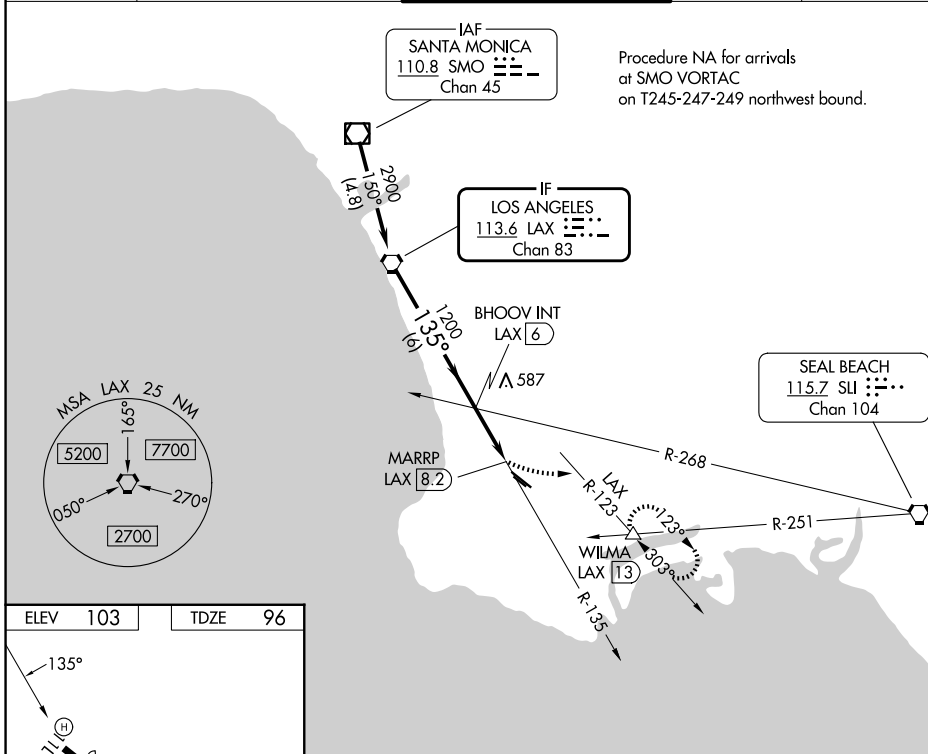 IAF
SANTA MONICA
110.8 SMO
Chan 45
Procedure NA for arrivals
at SMO VORTAC
on T245-247-249 northwest bound.
2900
150°
(4.8)
IF
LOS ANGELES
113.6 LAX
Chan 83
1200
135°
(6)
BHOOV INT
LAX 6
587
SEAL BEACH
115.7 SLI
Chan 104
MSA LAX 25 NM
165°
5200
7700
050°
270°
2700
R-268
MARRP
LAX 8.2
LAX
R-123
123°
R-251
WILMA
LAX 13
303°
R-135
ELEV 103
TDZE 96
135°
H